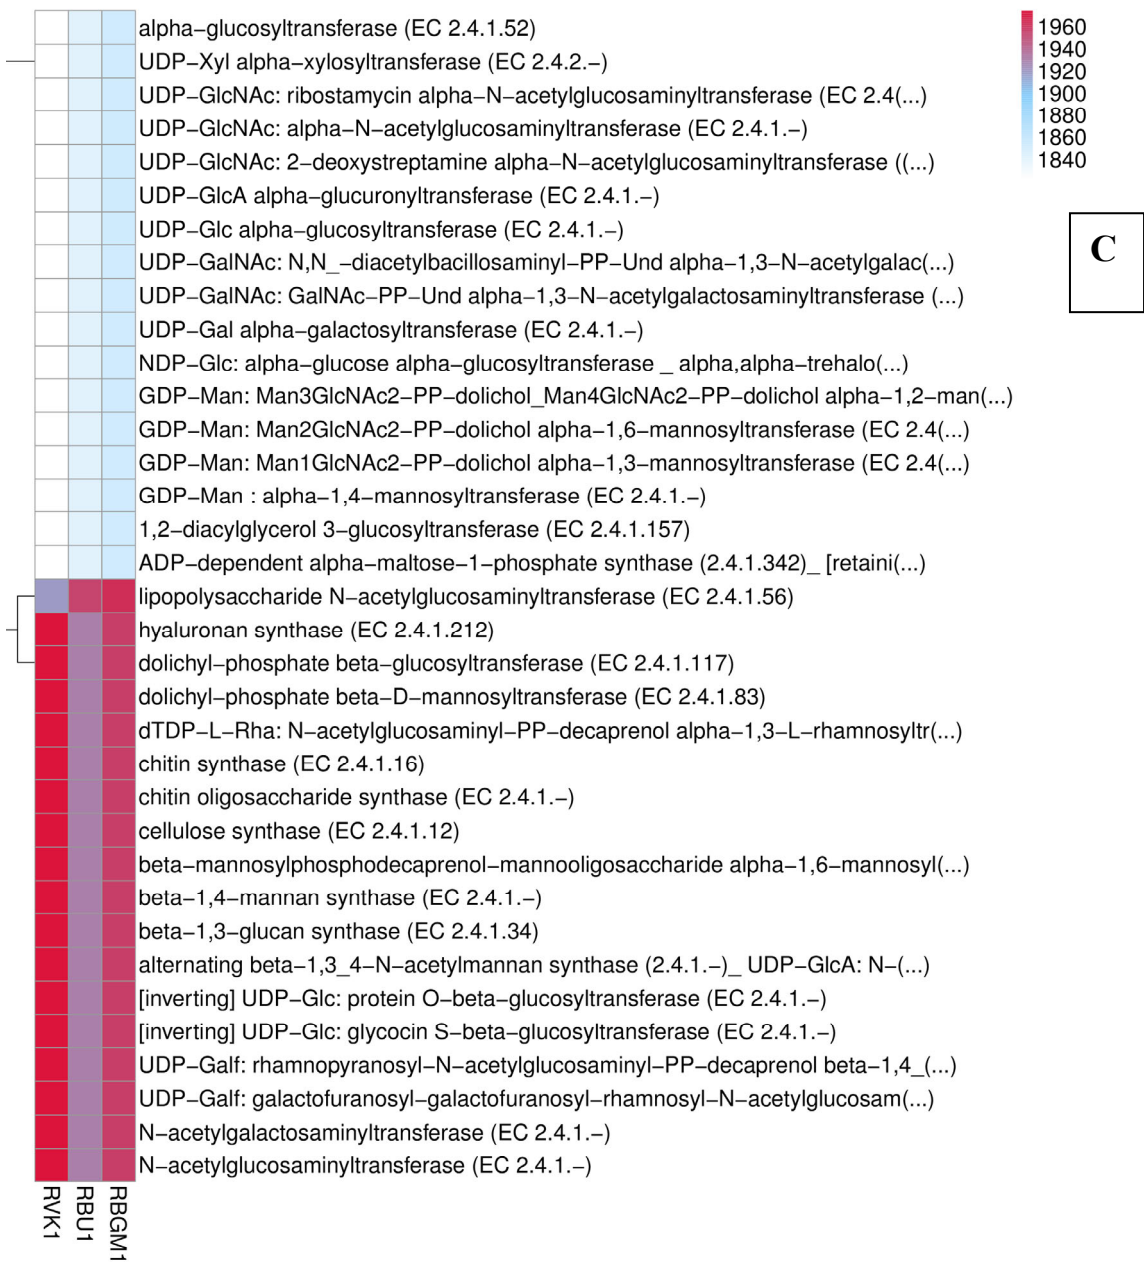 alpha−glucosyltransferase (EC 2.4.1.52)
UDP−Xyl alpha−xylosyltransferase (EC 2.4.2.−)
UDP−GlcNAc: ribostamycin alpha−N−acetylglucosaminyltransferase (EC 2.4(...)
UDP−GlcNAc: alpha−N−acetylglucosaminyltransferase (EC 2.4.1.−)
UDP−GlcNAc: 2−deoxystreptamine alpha−N−acetylglucosaminyltransferase ((...)
UDP−GlcA alpha−glucuronyltransferase (EC 2.4.1.−)
UDP−Glc alpha−glucosyltransferase (EC 2.4.1.−)
UDP−GalNAc: N,N_−diacetylbacillosaminyl−PP−Und alpha−1,3−N−acetylgalac(...)
UDP−GalNAc: GalNAc−PP−Und alpha−1,3−N−acetylgalactosaminyltransferase (...)
UDP−Gal alpha−galactosyltransferase (EC 2.4.1.−)
NDP−Glc: alpha−glucose alpha−glucosyltransferase _ alpha,alpha−trehalo(...)
GDP−Man: Man3GlcNAc2−PP−dolichol_Man4GlcNAc2−PP−dolichol alpha−1,2−man(...)
GDP−Man: Man2GlcNAc2−PP−dolichol alpha−1,6−mannosyltransferase (EC 2.4(...)
GDP−Man: Man1GlcNAc2−PP−dolichol alpha−1,3−mannosyltransferase (EC 2.4(...)
GDP−Man : alpha−1,4−mannosyltransferase (EC 2.4.1.−)
1,2−diacylglycerol 3−glucosyltransferase (EC 2.4.1.157)
ADP−dependent alpha−maltose−1−phosphate synthase (2.4.1.342)_ [retaini(...)
lipopolysaccharide N−acetylglucosaminyltransferase (EC 2.4.1.56)
hyaluronan synthase (EC 2.4.1.212)
dolichyl−phosphate beta−glucosyltransferase (EC 2.4.1.117)
dolichyl−phosphate beta−D−mannosyltransferase (EC 2.4.1.83)
dTDP−L−Rha: N−acetylglucosaminyl−PP−decaprenol alpha−1,3−L−rhamnosyltr(...)
chitin synthase (EC 2.4.1.16)
chitin oligosaccharide synthase (EC 2.4.1.−)
cellulose synthase (EC 2.4.1.12)
beta−mannosylphosphodecaprenol−mannooligosaccharide alpha−1,6−mannosyl(...)
beta−1,4−mannan synthase (EC 2.4.1.−)
beta−1,3−glucan synthase (EC 2.4.1.34)
alternating beta−1,3_4−N−acetylmannan synthase (2.4.1.−)_ UDP−GlcA: N−(...)
[inverting] UDP−Glc: protein O−beta−glucosyltransferase (EC 2.4.1.−)
[inverting] UDP−Glc: glycocin S−beta−glucosyltransferase (EC 2.4.1.−)
UDP−Galf: rhamnopyranosyl−N−acetylglucosaminyl−PP−decaprenol beta−1,4_(...)
UDP−Galf: galactofuranosyl−galactofuranosyl−rhamnosyl−N−acetylglucosam(...)
N−acetylgalactosaminyltransferase (EC 2.4.1.−)
N−acetylglucosaminyltransferase (EC 2.4.1.−)
RVK1
RBU1
RBGM1
1960
1940
1920
1900
1880
1860
1840
C